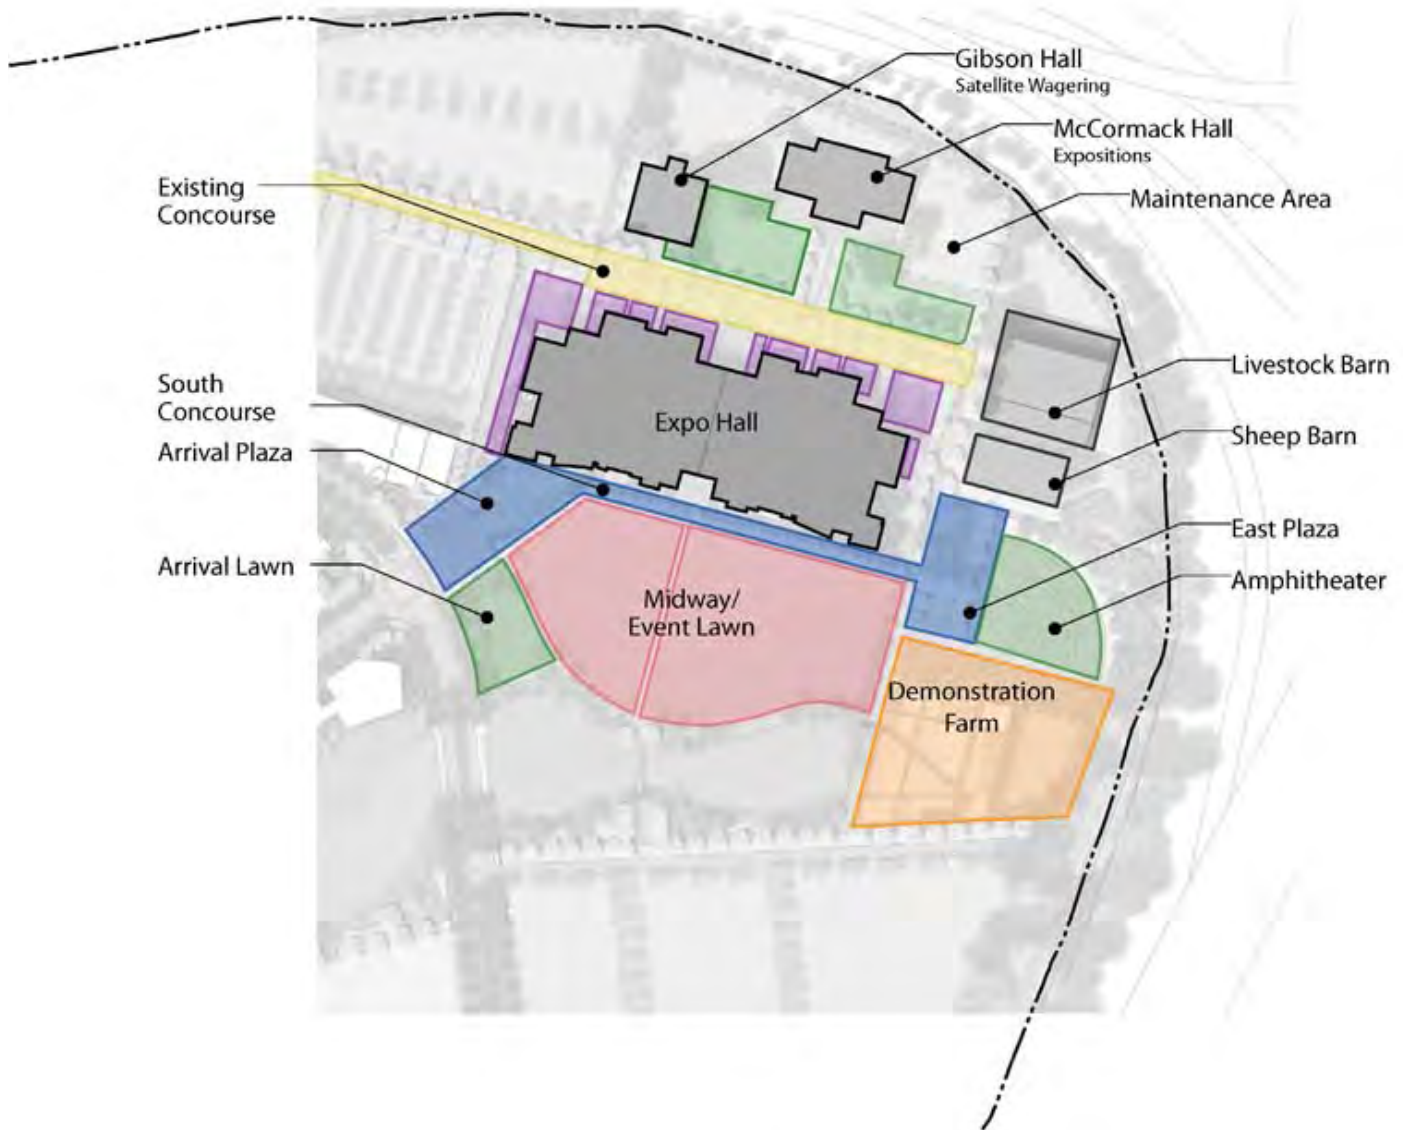 Gibson Hall
Satellite Wagering
McCormack Hall
Expositions
Existing
Concourse
Maintenance Area
South
Concourse
Livestock Barn
Expo Hall
Sheep Barn
Arrival Plaza
East Plaza
Arrival Lawn
Amphitheater
Midway/
Event Lawn
Demonstration
Farm